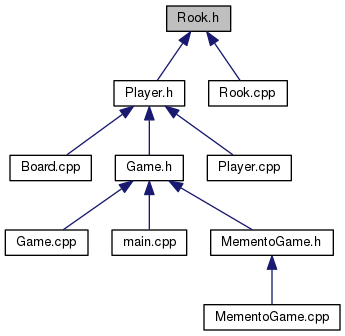 Rook.h
Player.h
Rook.cpp
Board.cpp
Game.h
Player.cpp
Game.cpp
main.cpp
MementoGame.h
MementoGame.cpp